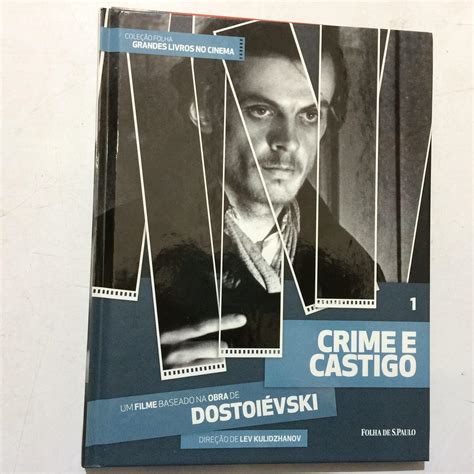 COLEÇÃO FOLHA
GRANDES LIVROS NO CINEMA
1
CRIME E
CASTIGO
UM FILME BASEADO NA OBRA DE
DOSTOIÉVSKI
DIREÇÃO DE LEV KULIDZHANOV
FOLHA DE S.PAULO